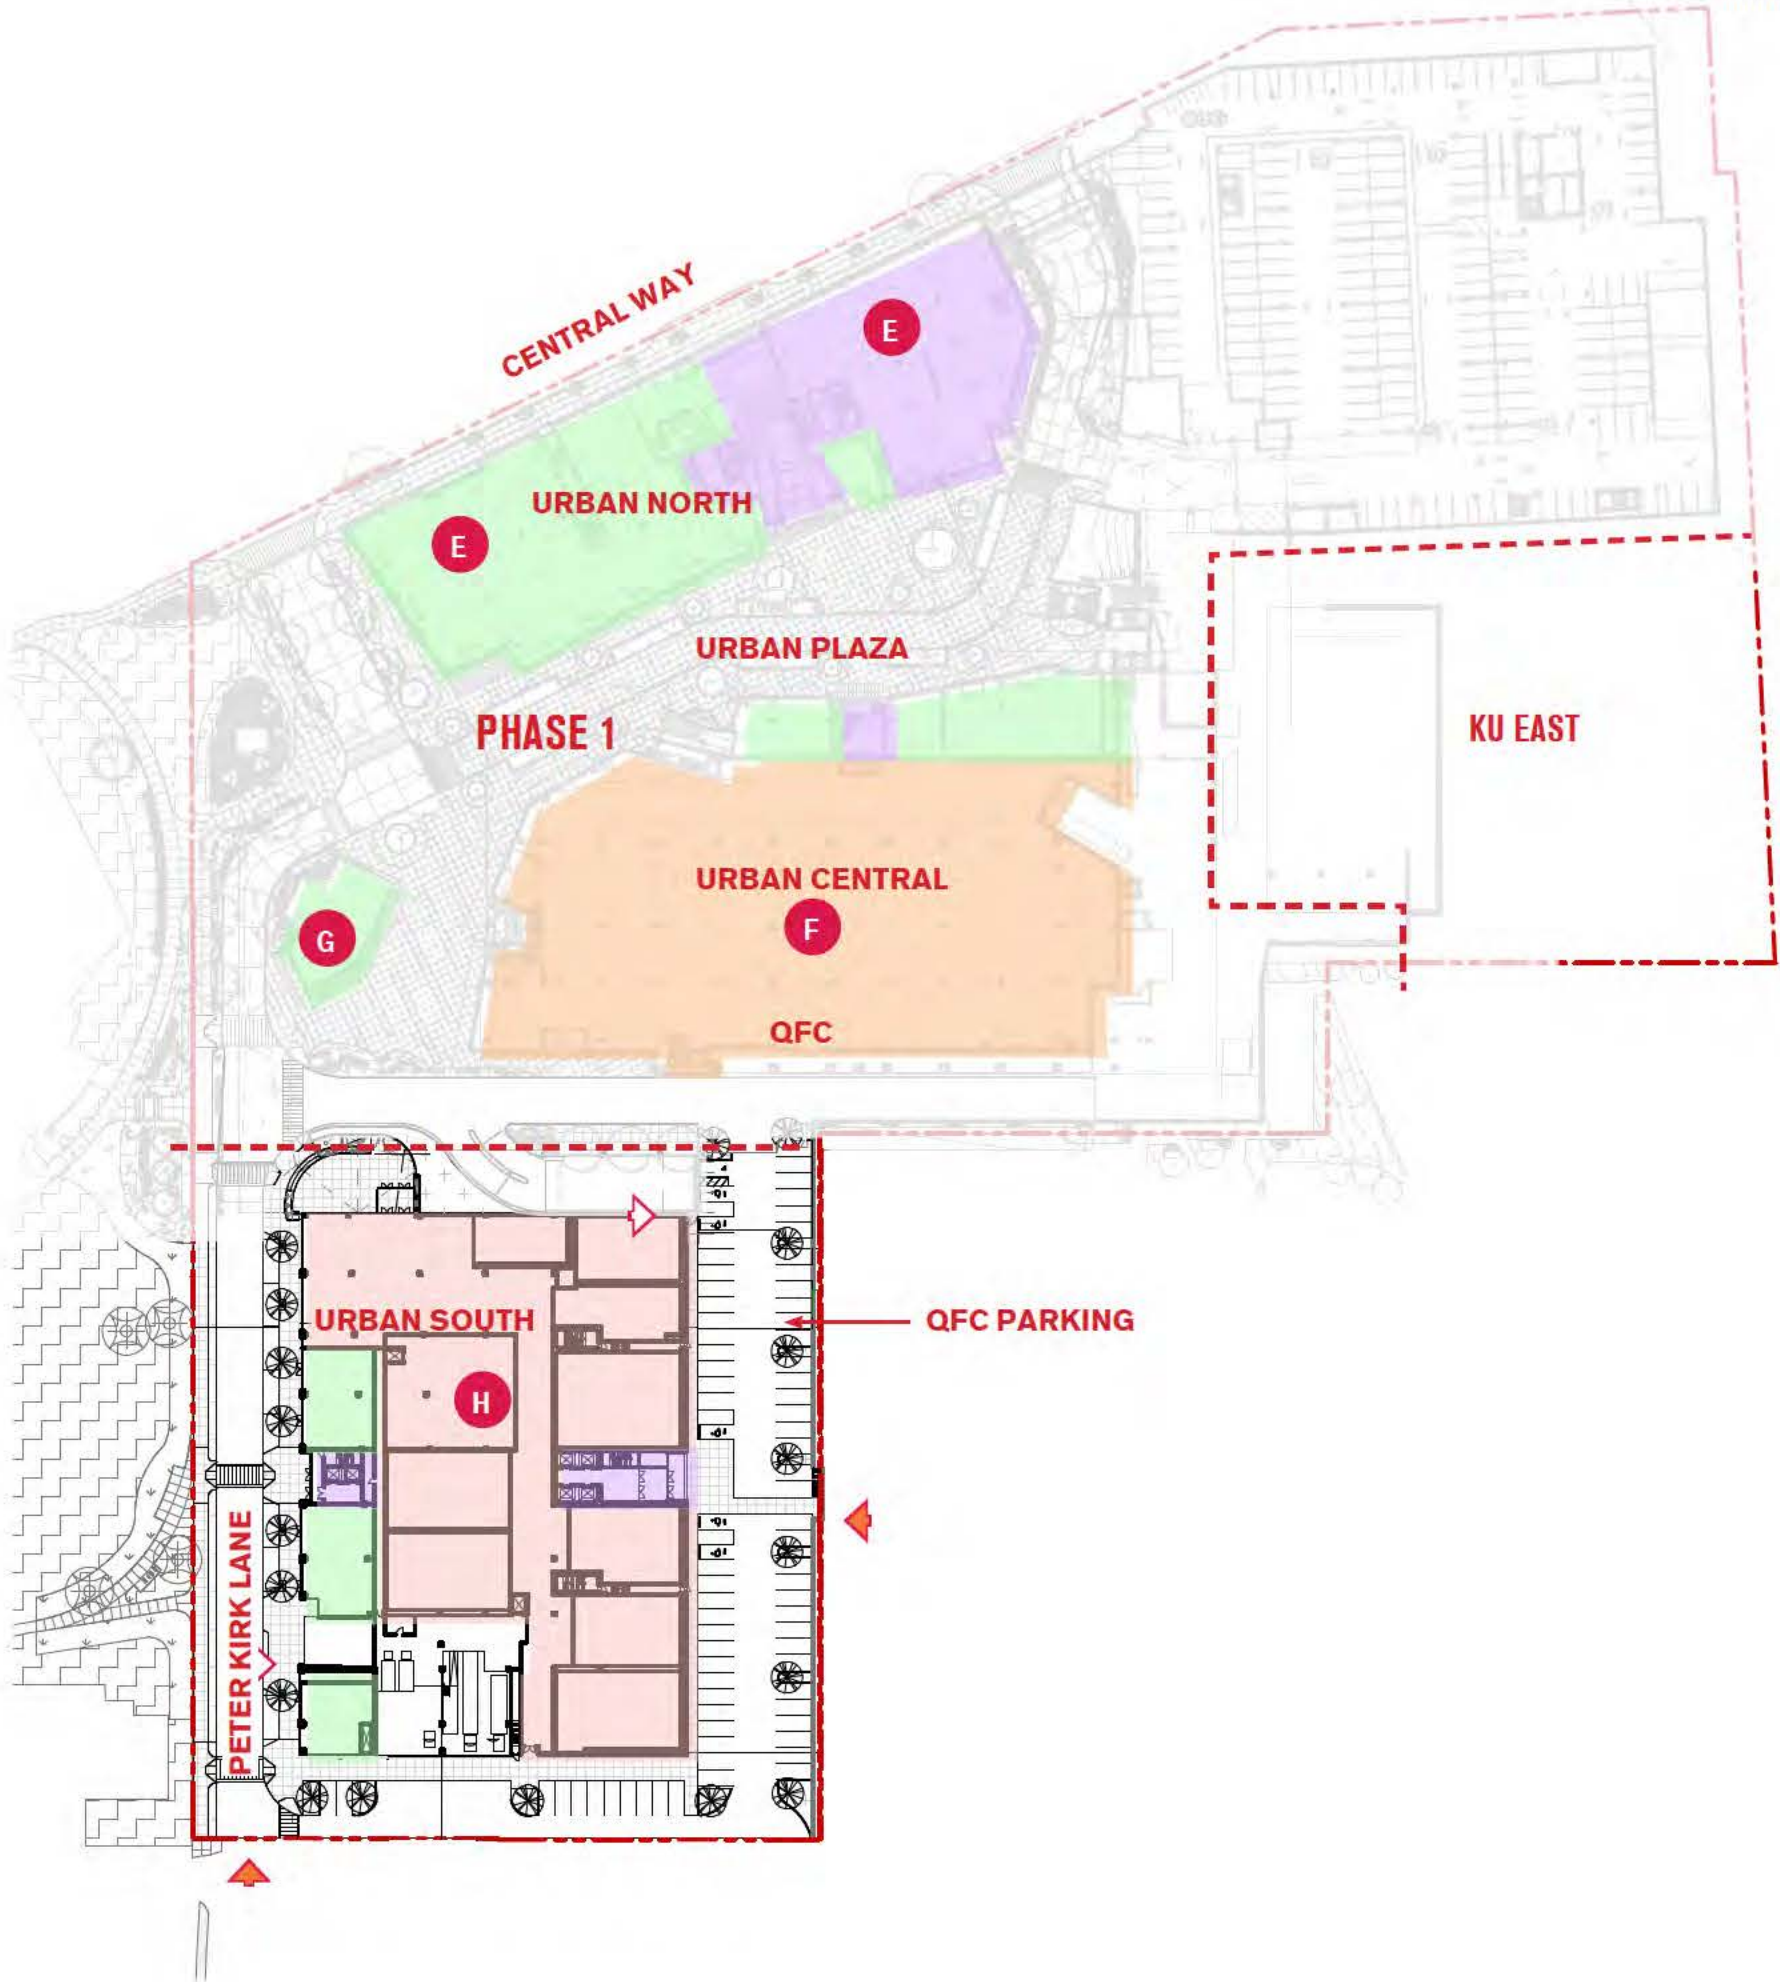 CENTRAL WAY
E
URBAN NORTH
E
URBAN PLAZA
PHASE 1
KU EAST
URBAN CENTRAL
F
G
QFC
URBAN SOUTH
QFC PARKING
H
PETER KIRK LANE